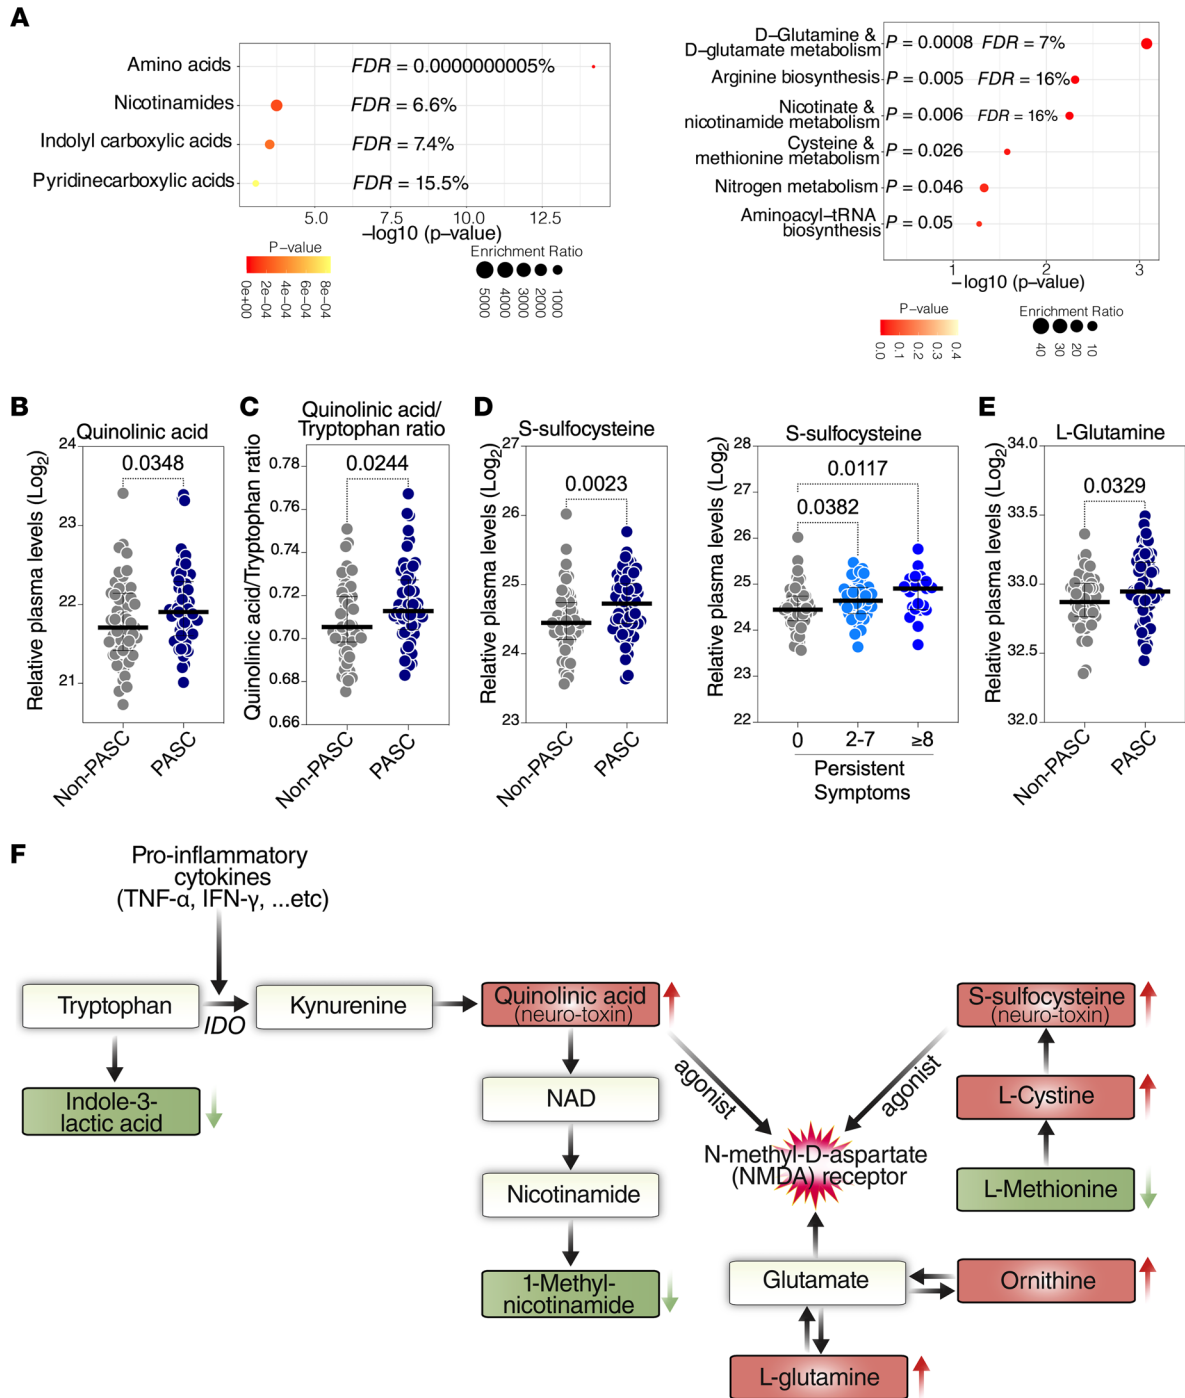 A
Amino acids
FDR = 0.0000000005%
Nicotinamides
FDR = 6.6%
Indolyl carboxylic acids
FDR = 7.4%
Pyridinecarboxylic acids
FDR = 15.5%
5.0 7.5 10.0 12.5
−log10 (p−value)
P−value
0e+00 2e−04 4e−04 6e−04 8e−04
Enrichment Ratio
5000 4000 3000 2000 1000
D−Glutamine &
D−glutamate metabolism
P = 0.0008 FDR = 7%
Arginine biosynthesis
P = 0.005 FDR = 16%
Nicotinate &
nicotinamide metabolism
P = 0.006 FDR = 16%
Cysteine &
methionine metabolism
P = 0.026
Nitrogen metabolism
P = 0.046
Aminoacyl−tRNA
biosynthesis
P = 0.05
1 2 3
−log10 (p−value)
P−value
0.0 0.1 0.2 0.3 0.4
Enrichment Ratio
40 30 20 10
B
Quinolinic acid
0.0348
Relative plasma levels (Log2)
24
23
22
21
Non-PASC
PASC
C
Quinolinic acid/
Tryptophan ratio
0.0244
Quinolinic acid/Tryptophan ratio
0.78
0.76
0.74
0.72
0.70
0.68
0.66
Non-PASC
PASC
D
S-sulfocysteine
0.0023
Relative plasma levels (Log2)
27
26
25
24
23
Non-PASC
PASC
S-sulfocysteine
0.0117
0.0382
Relative plasma levels (Log2)
28
27
26
25
24
23
22
0 2-7 ≥8
Persistent
Symptoms
E
L-Glutamine
0.0329
Relative plasma levels (Log2)
34.0
33.5
33.0
32.5
32.0
Non-PASC
PASC
F
Pro-inflammatory
cytokines
(TNF-α, IFN-γ, ...etc)
Tryptophan
IDO
Kynurenine
Quinolinic acid
(neuro-toxin)
S-sulfocysteine
(neuro-toxin)
Indole-3-
lactic acid
NAD
agonist
agonist
L-Cystine
N-methyl-D-aspartate
(NMDA) receptor
Nicotinamide
L-Methionine
1-Methyl-
nicotinamide
Glutamate
Ornithine
L-glutamine